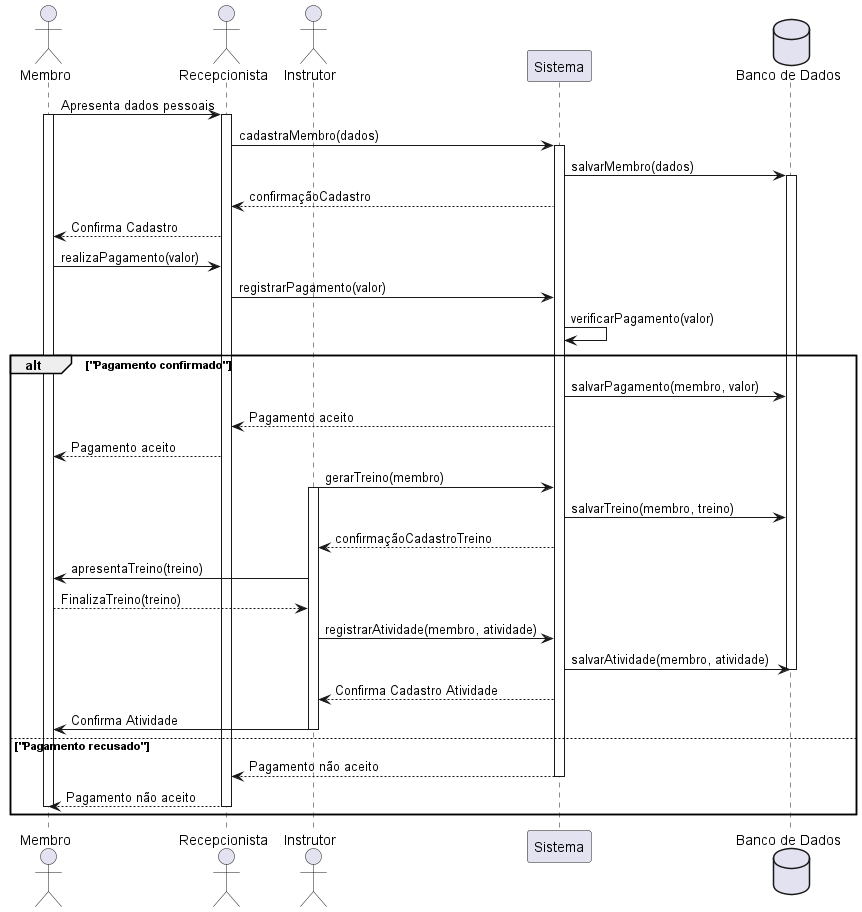 Membro
Recepcionista
Instrutor
Sistema
Banco de Dados
Apresenta dados pessoais
cadastraMembro(dados)
salvarMembro(dados)
confirmaçãoCadastro
Confirma Cadastro
realizaPagamento(valor)
registrarPagamento(valor)
verificarPagamento(valor)
alt
["Pagamento confirmado"]
salvarPagamento(membro, valor)
Pagamento aceito
Pagamento aceito
gerarTreino(membro)
salvarTreino(membro, treino)
confirmaçãoCadastroTreino
apresentaTreino(treino)
FinalizaTreino(treino)
registrarAtividade(membro, atividade)
salvarAtividade(membro, atividade)
Confirma Cadastro Atividade
Confirma Atividade
["Pagamento recusado"]
Pagamento não aceito
Pagamento não aceito
Membro
Recepcionista
Instrutor
Sistema
Banco de Dados